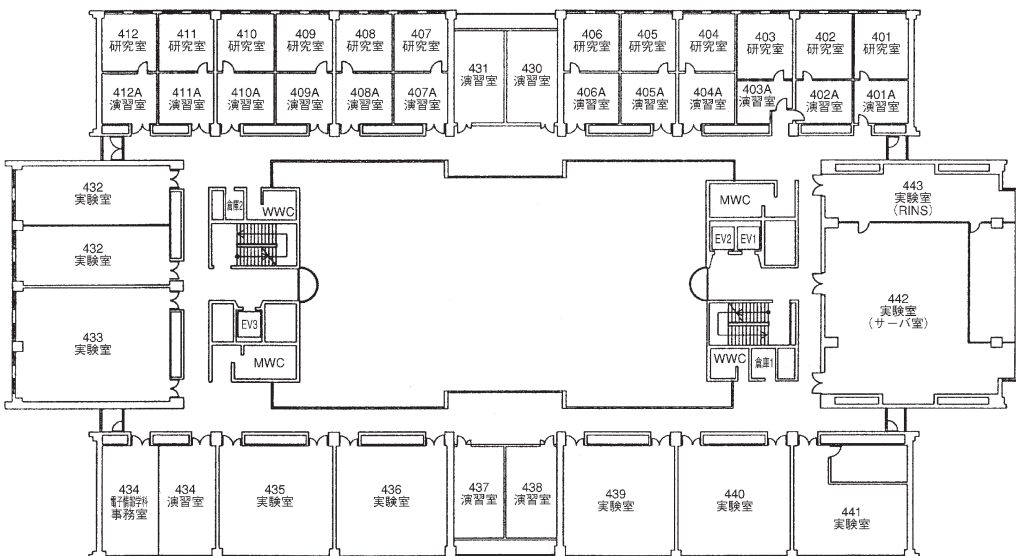 412
研究室
411
研究室
410
研究室
409
研究室
408
研究室
407
研究室
431
演習室
430
演習室
406
研究室
405
研究室
404
研究室
403
研究室
402
研究室
401
研究室
412A
演習室
411A
演習室
410A
演習室
409A
演習室
408A
演習室
407A
演習室
406A
演習室
405A
演習室
404A
演習室
403A
演習室
402A
演習室
401A
演習室
432
実験室
倉庫2
WWC
MWC
443
実験室
(RINS)
432
実験室
EV2
EV1
433
実験室
EV3
MWC
442
実験室
(サーバ室)
WWC
倉庫1
434
電子情報学科
事務室
434
演習室
435
実験室
436
実験室
437
演習室
438
演習室
439
実験室
440
実験室
441
実験室